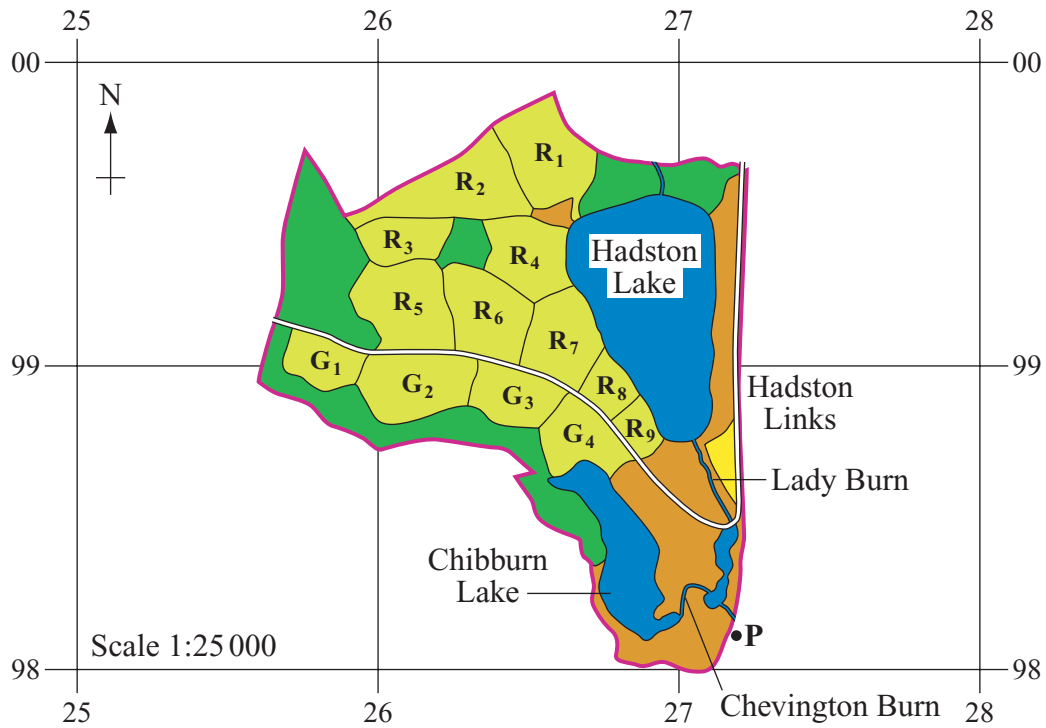 25 26 27 28
00 00
N
R1
R2
R3
R4
Hadston
Lake
R5
R6
R7
99 99
G1
G2
G3
R8
R9
G4
Hadston
Links
Lady Burn
Chibburn
Lake
P
Scale 1:25 000
98 98
Chevington Burn
25 26 27 28